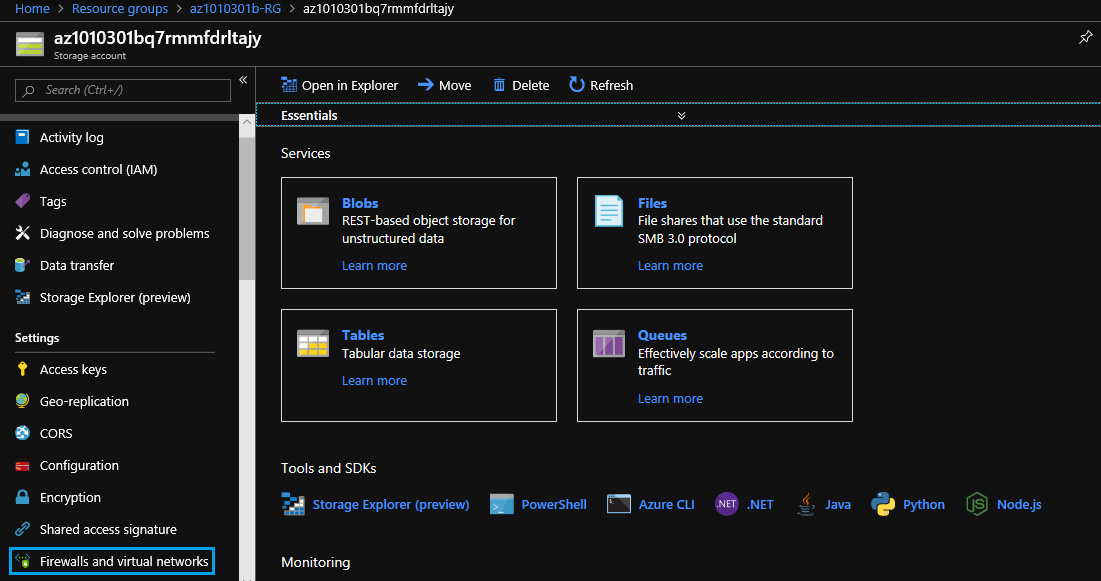 Home > Resource groups > az1010301b-RG > az1010301bq7rmmfdrltajy
az1010301bq7rmmfdrltajy
Storage account
Search (Ctrl+/)
«
Activity log
Access control (IAM)
Tags
Diagnose and solve problems
Data transfer
Storage Explorer (preview)
Settings
Access keys
Geo-replication
CORS
Configuration
Encryption
Shared access signature
Firewalls and virtual networks
Open in Explorer
Move
Delete
Refresh
Essentials
Services
Blobs
REST-based object storage for
unstructured data
Learn more
Files
File shares that use the standard
SMB 3.0 protocol
Learn more
Tables
Tabular data storage
Learn more
Queues
Effectively scale apps according to
traffic
Learn more
Tools and SDKs
Storage Explorer (preview)
PowerShell
Azure CLI
.NET
.NET
Java
Python
Node.js
Monitoring